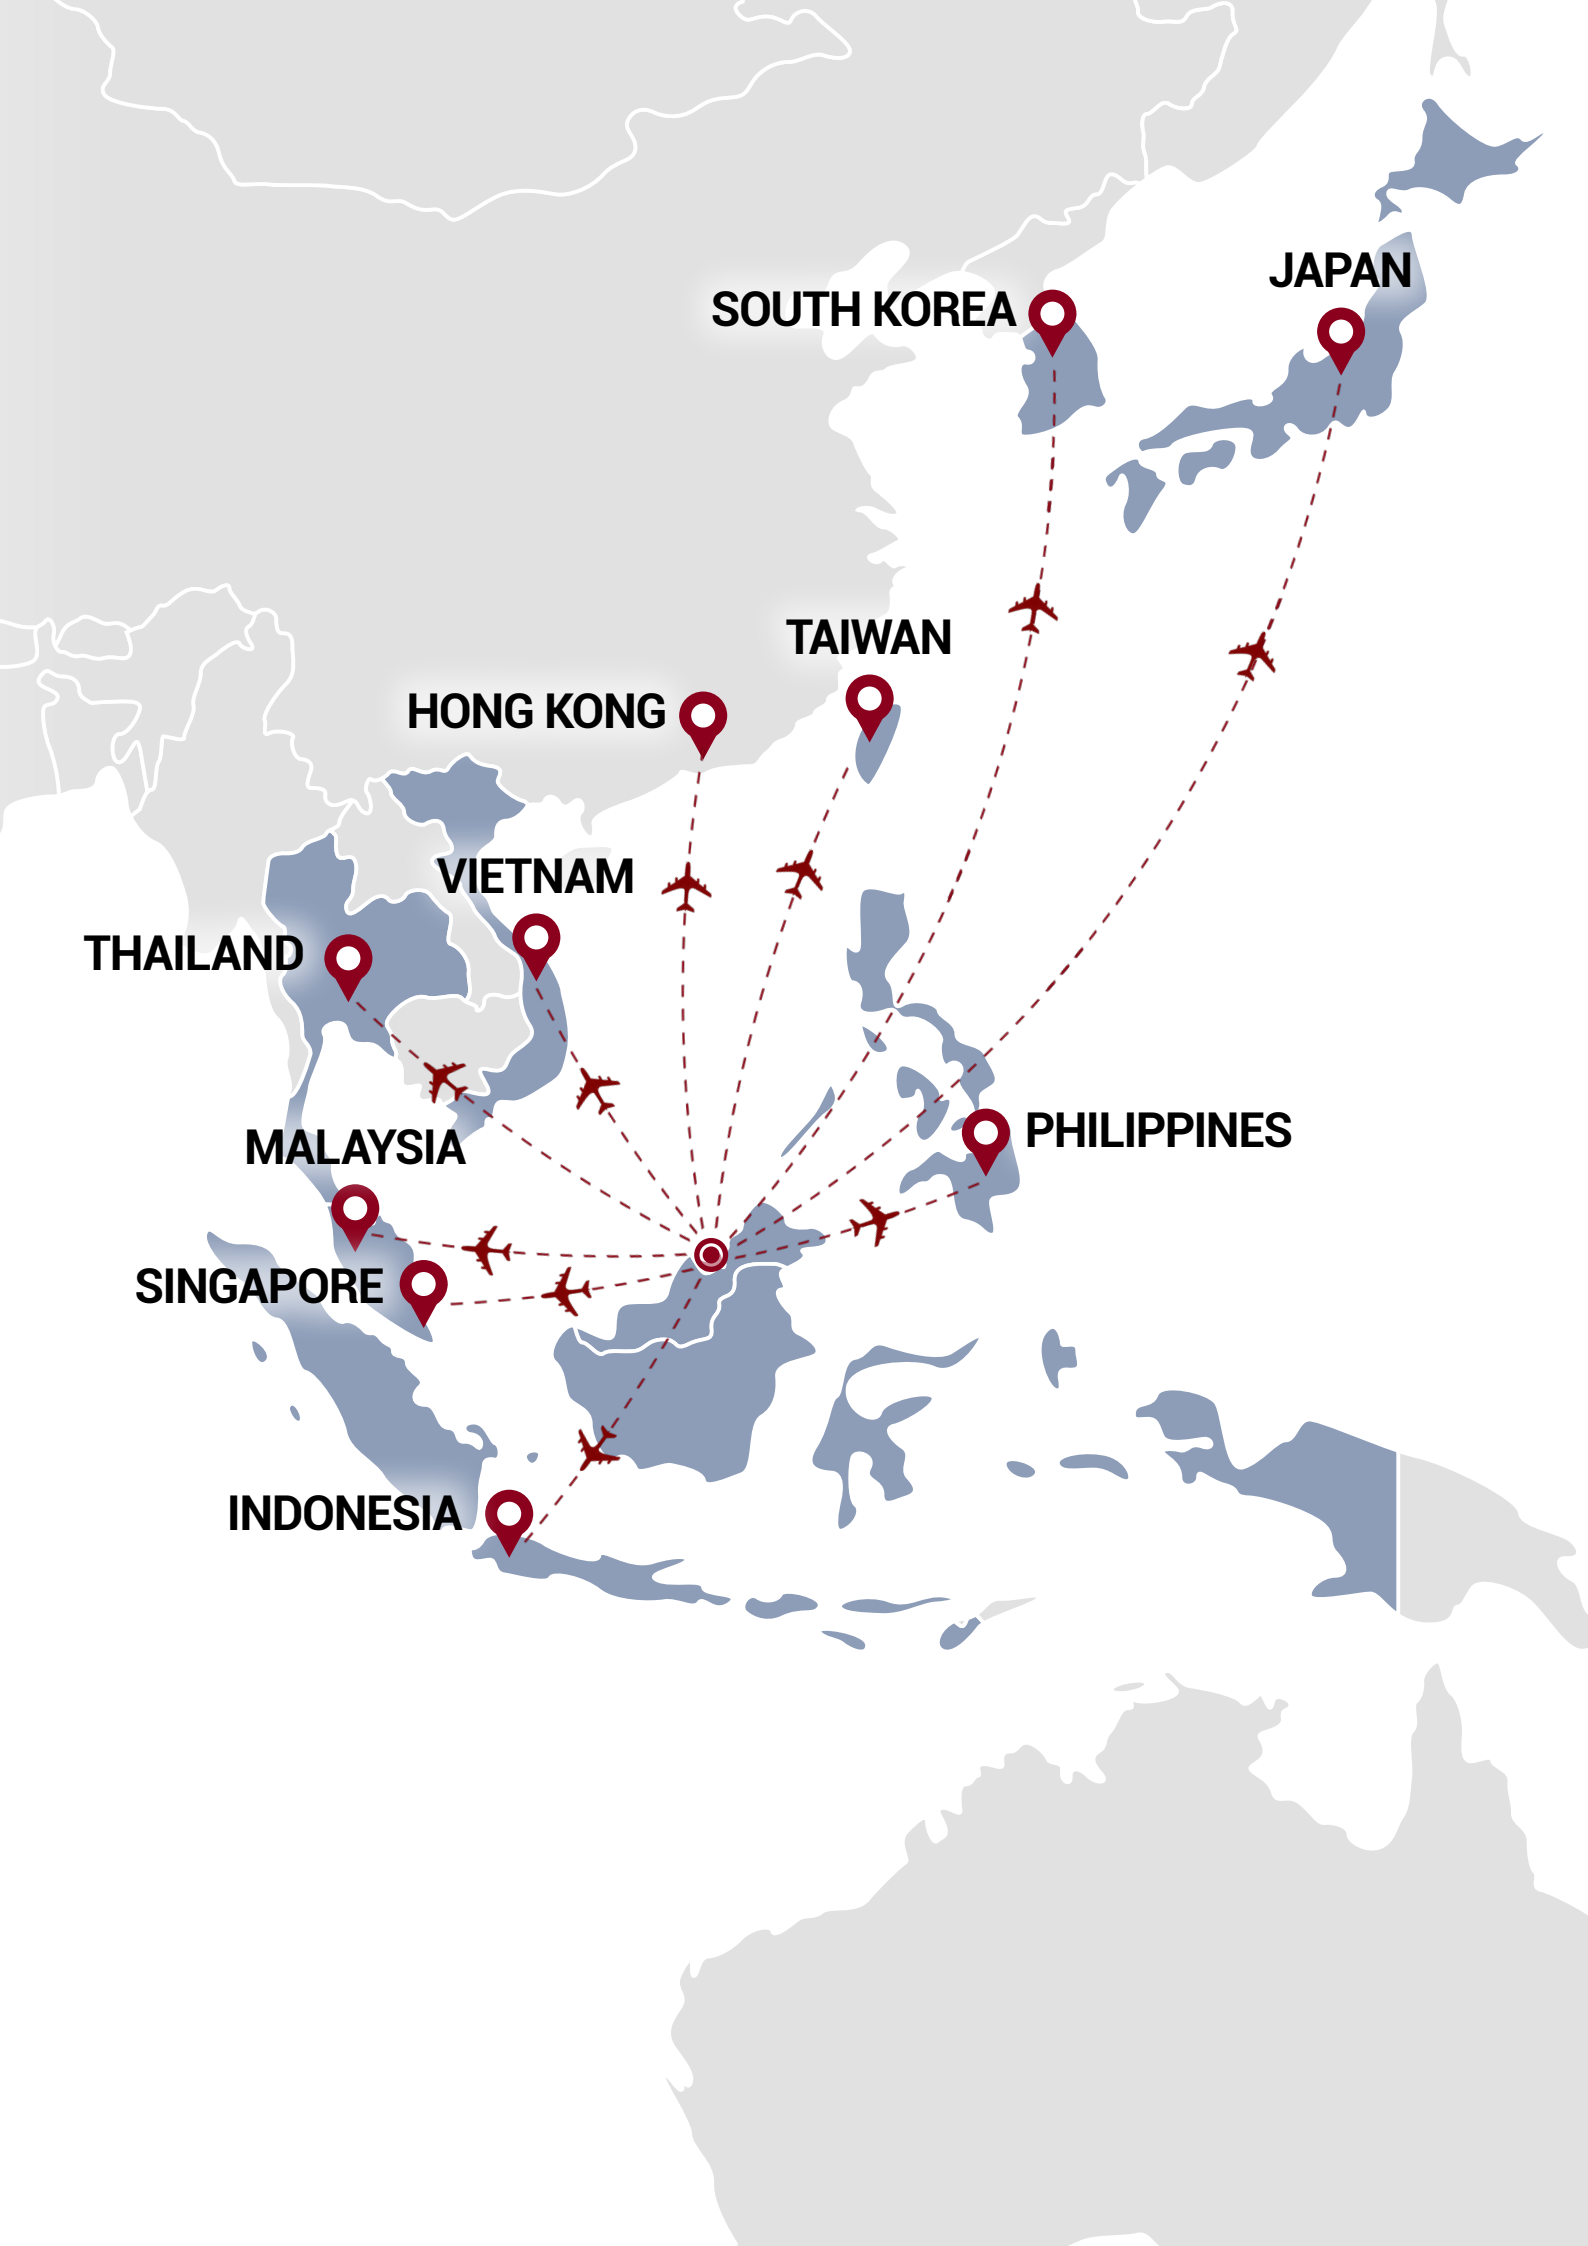 JAPAN
SOUTH KOREA
TAIWAN
HONG KONG
VIETNAM
THAILAND
PHILIPPINES
MALAYSIA
SINGAPORE
INDONESIA